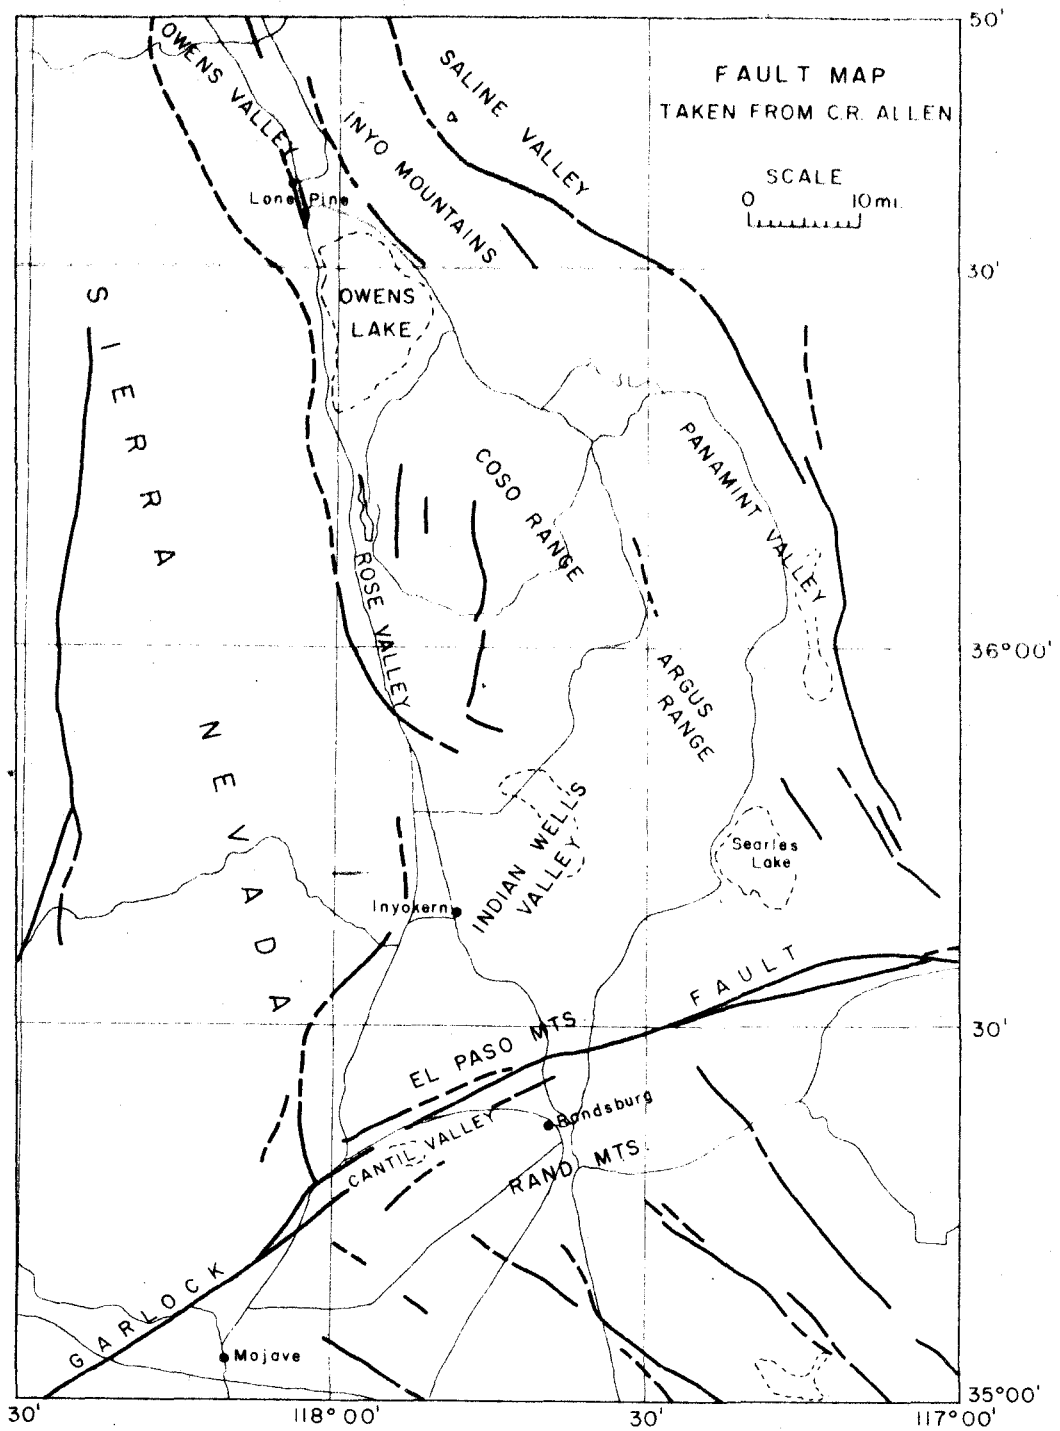 50'
FAULT MAP
TAKEN FROM C.R. ALLEN
SCALE
0 10 mi.
OWENS VALLEY
SALINE VALLEY
INYO MOUNTAINS
Lone Pine
30'
OWENS
LAKE
SIERRA NEVADA
COSO RANGE
PANAMINT VALLEY
ROSE VALLEY
36°00'
ARGUS
RANGE
INDIAN WELLS
VALLEY
Searles
Lake
Inyokern
GARLOCK FAULT
30'
EL PASO MTS
Randsburg
CANTIL VALLEY
RAND MTS
Mojave
35°00'
30' 118°00' 30' 117°00'